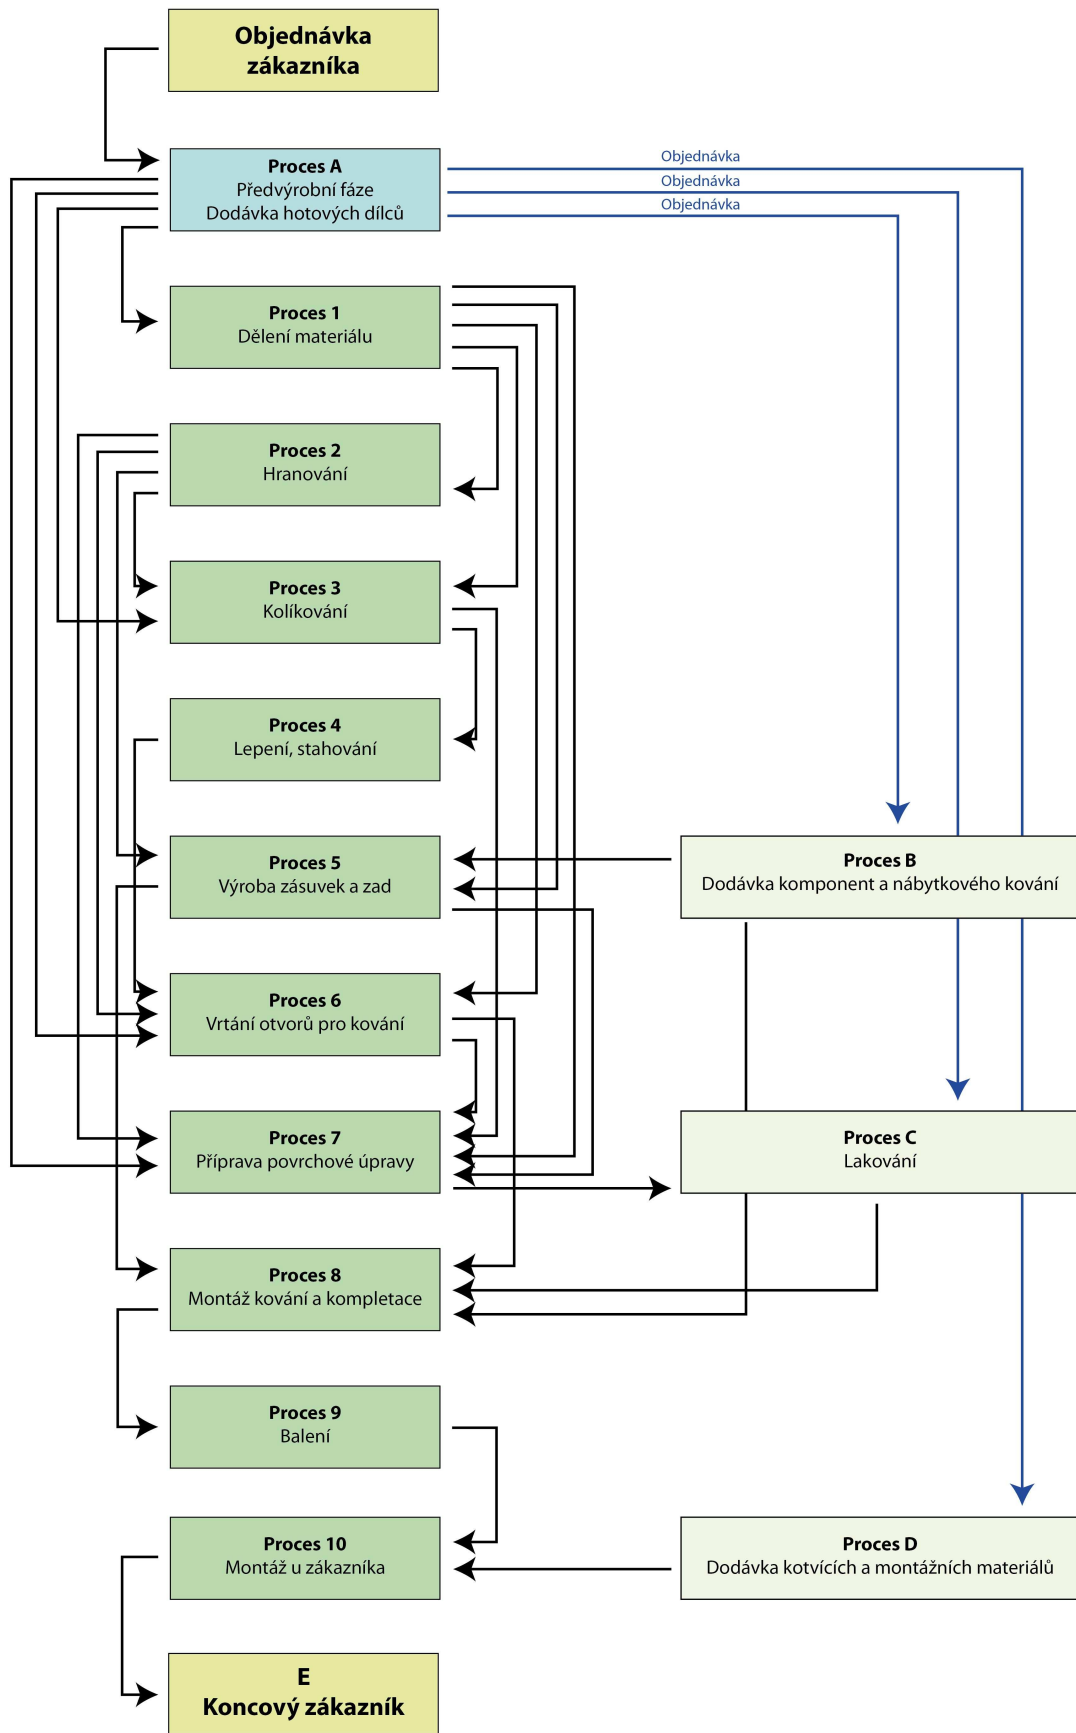 Objednávka
zákazníka
Proces A
Předvýrobní fáze
Dodávka hotových dílců
Objednávka
Objednávka
Objednávka
Proces 1
Dělení materiálu
Proces 2
Hranování
Proces 3
Kolíkování
Proces 4
Lepení, stahování
Proces 5
Výroba zásuvek a zad
Proces B
Dodávka komponent a nábytkového kování
Proces 6
Vrtání otvorů pro kování
Proces 7
Příprava povrchové úpravy
Proces C
Lakování
Proces 8
Montáž kování a kompletace
Proces 9
Balení
Proces 10
Montáž u zákazníka
Proces D
Dodávka kotvících a montážních materiálů
E
Koncový zákazník